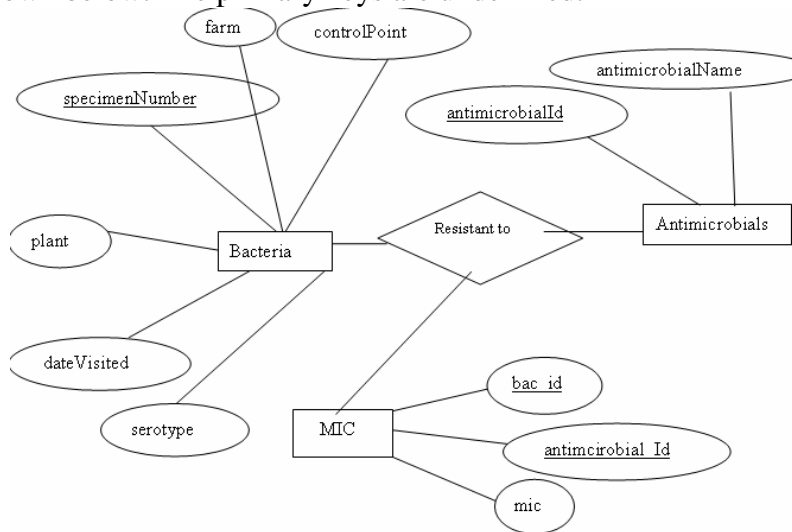 farm
controlPoint
antimicrobialName
specimenNumber
antimicrobialId
plant
Bacteria
Resistant to
Antimicrobials
dateVisited
bac_id
serotype
MIC
antimcirobial_Id
mic